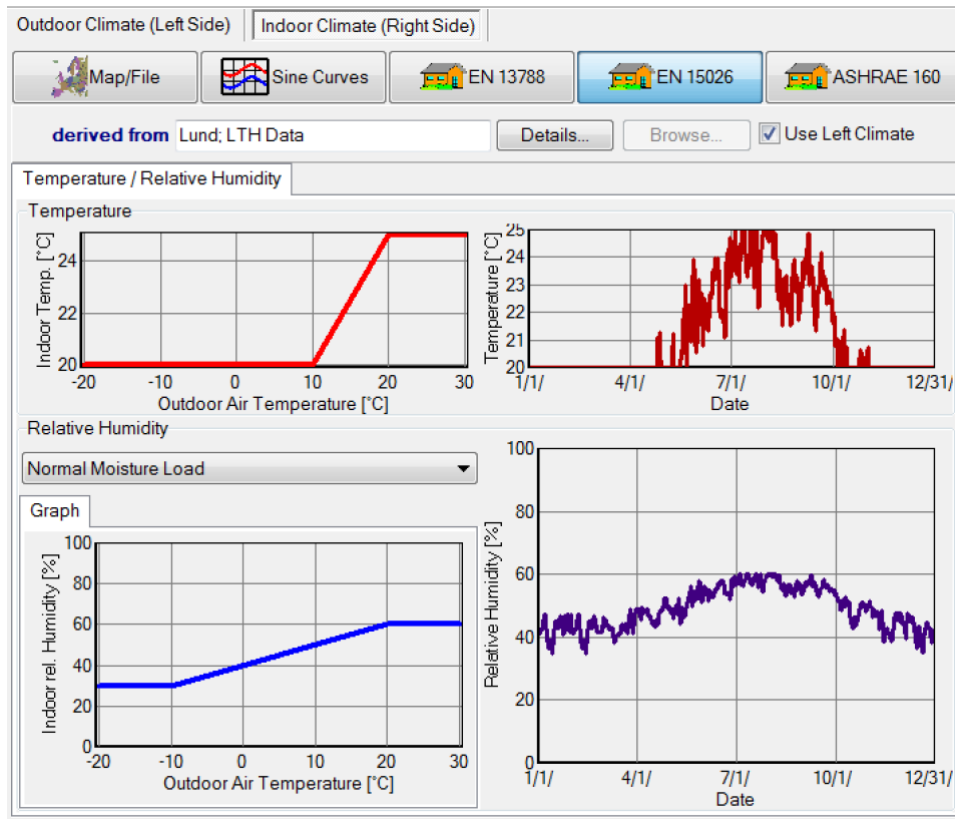 Outdoor Climate (Left Side) Indoor Climate (Right Side)
Map/File Sine Curves EN 13788 EN 15026 ASHRAE 160
derived from Lund; LTH Data Details... Browse... Use Left Climate
Temperature / Relative Humidity
Temperature
Indoor Temp. [°C]
24
22
20
-20 -10 0 10 20 30
Outdoor Air Temperature [°C]
Temperature [°C]
25
24
23
22
21
20
1/1/ 4/1/ 7/1/ 10/1/ 12/31/
Date
Relative Humidity
Normal Moisture Load
Graph
Indoor rel. Humidity [%]
100
80
60
40
20
0
-20 -10 0 10 20 30
Outdoor Air Temperature [°C]
Relative Humidity [%]
100
80
60
40
20
0
1/1/ 4/1/ 7/1/ 10/1/ 12/31/
Date